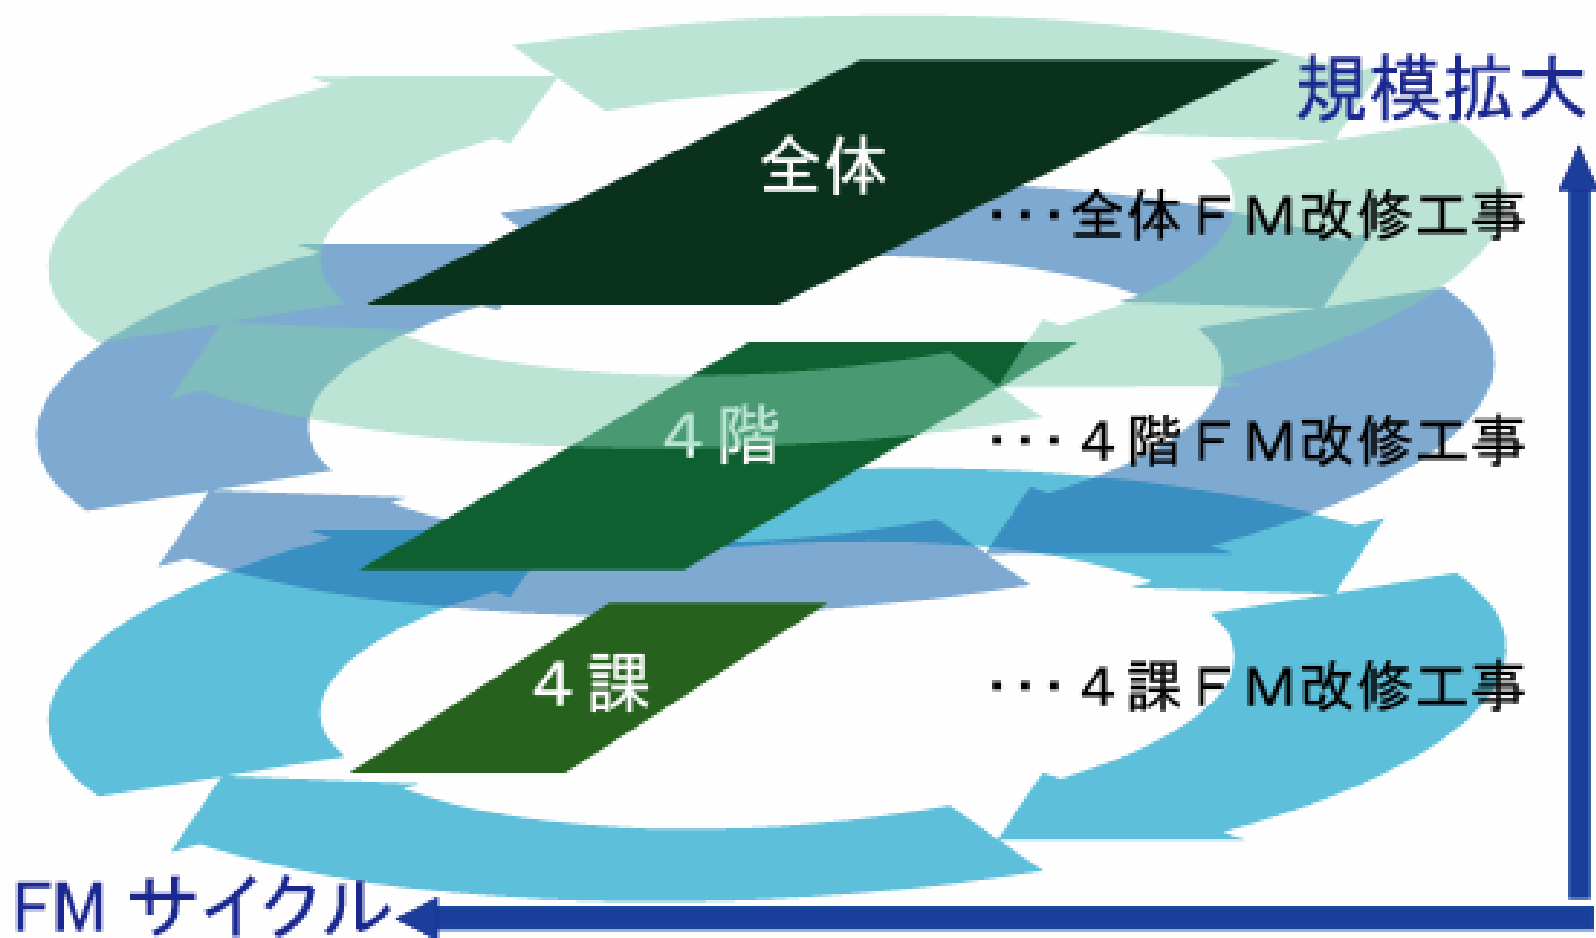 規模拡大
全体
・・・全体ＦＭ改修工事
４階
・・・４階ＦＭ改修工事
４課
・・・４課ＦＭ改修工事
FM サイクル